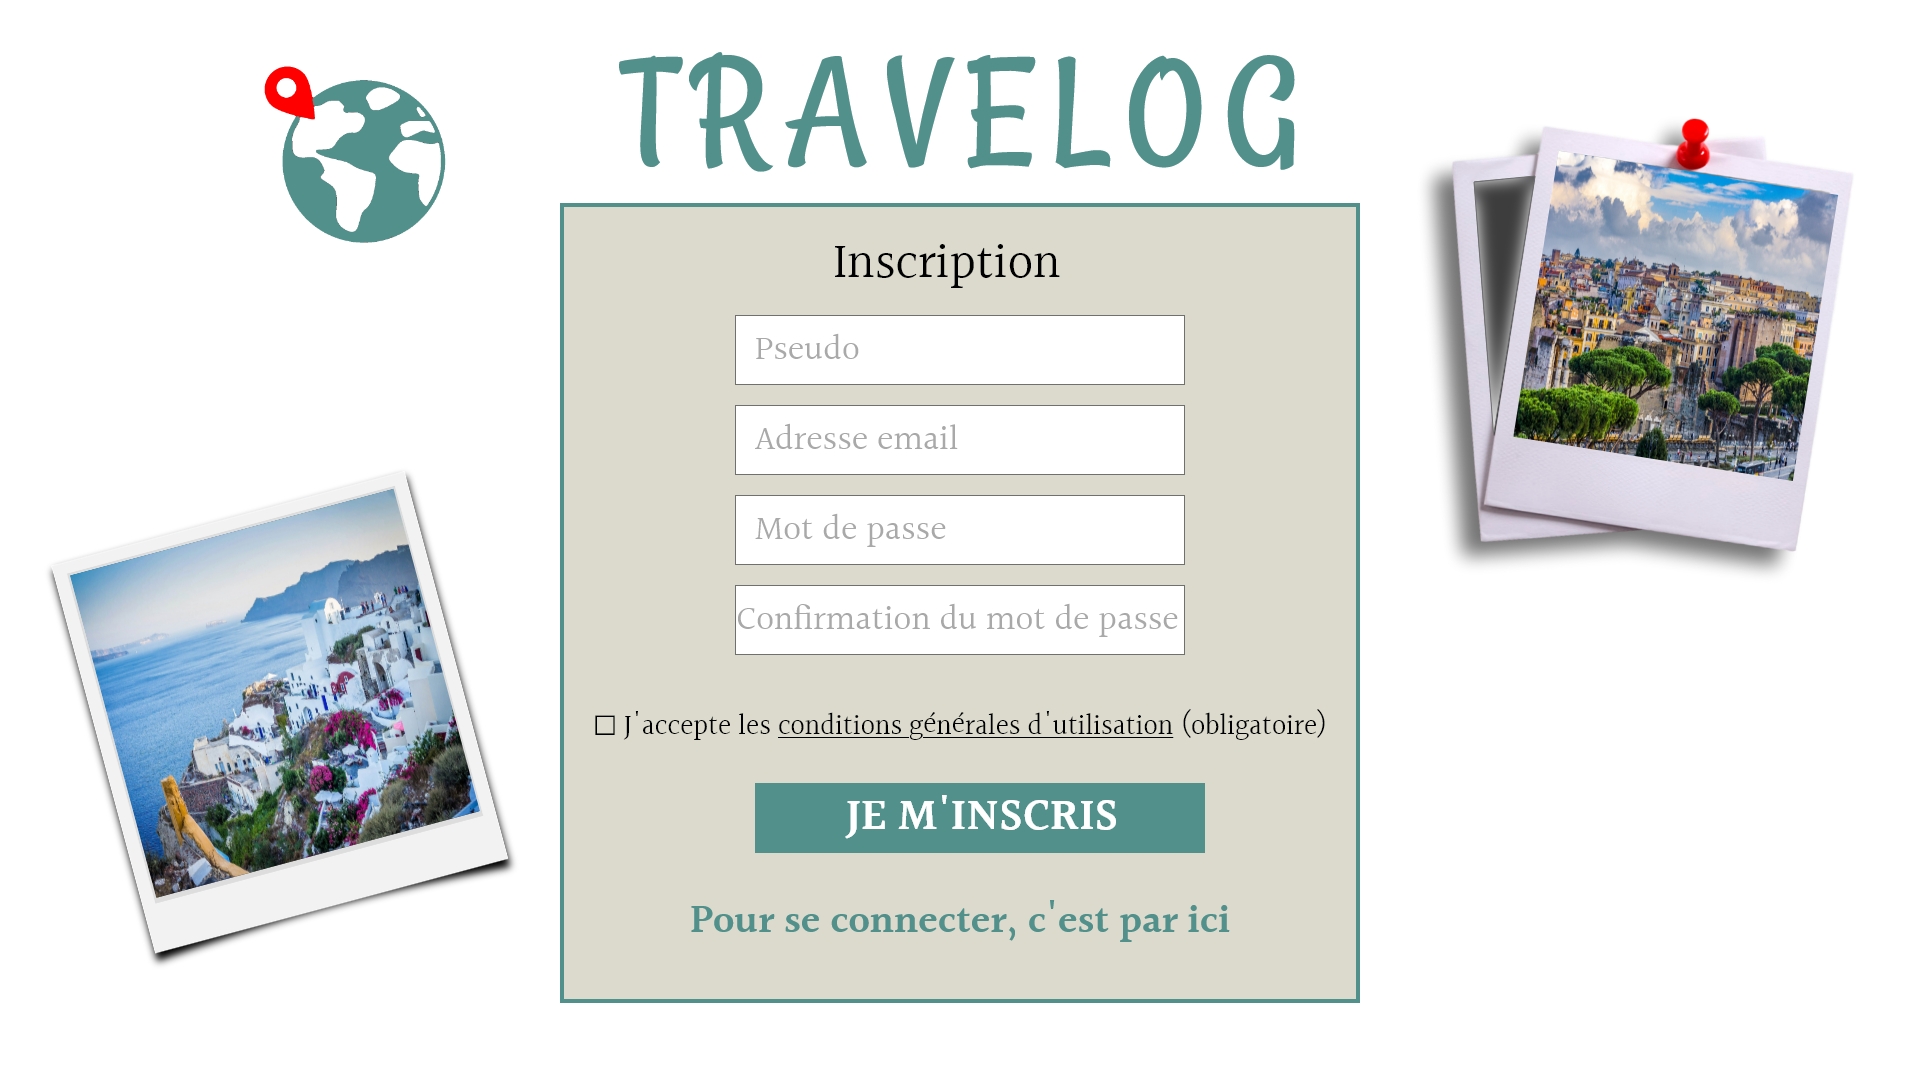 TRAVELOG
Inscription
Pseudo
Adresse email
Mot de passe
Confirmation du mot de passe
J'accepte les conditions générales d'utilisation (obligatoire)
JE M'INSCRIS
Pour se connecter, c'est par ici